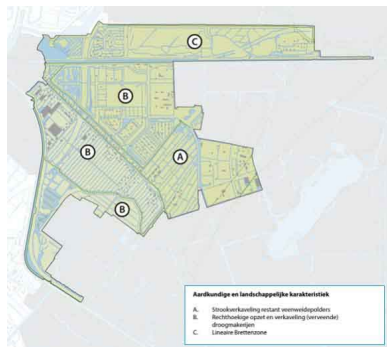 C
B
B
A
B
Aardkundige en landschappelijke karakteristiek
A. Strookverkaveling restant veenweidepolders
B. Rechthoekige opzet en verkaveling (verveende)
droogmakerijen
C. Lineaire Brettenzone